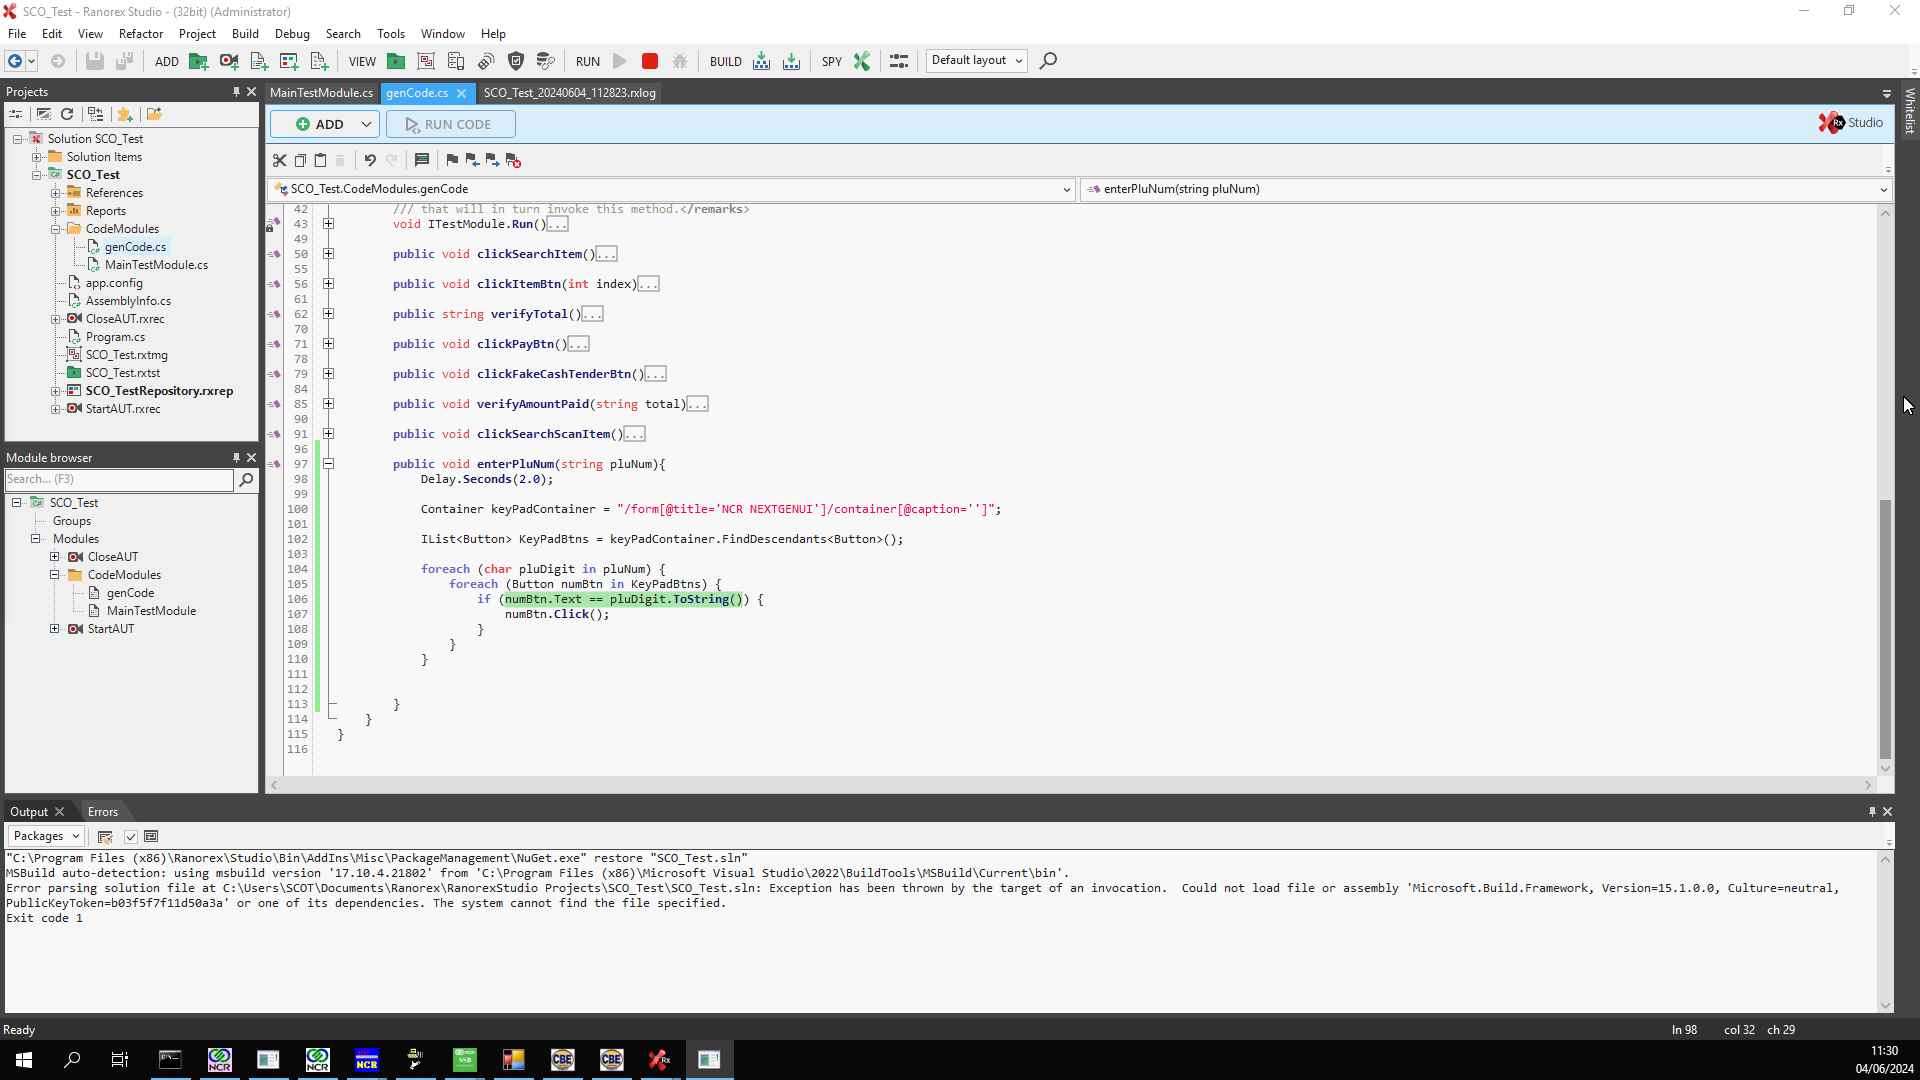 SCO_Test - Ranorex Studio - (32bit) (Administrator)
File Edit View Refactor Project Build Debug Search Tools Window Help
ADD VIEW RUN BUILD SPY Default layout
Projects
MainTestModule.cs genCode.cs SCO_Test_20240604_112823.rxlog
Whitelist
ADD RUN CODE
Rx Studio
Solution SCO_Test
Solution Items
SCO_Test
References
Reports
CodeModules
genCode.cs
MainTestModule.cs
app.config
AssemblyInfo.cs
CloseAUT.rxrec
Program.cs
SCO_Test.rxtmg
SCO_Test.rxtst
SCO_TestRepository.rxrep
StartAUT.rxrec
Module browser
Search... (F3)
SCO_Test
Groups
Modules
CloseAUT
CodeModules
genCode
MainTestModule
StartAUT
SCO_Test.CodeModules.genCode enterPluNum(string pluNum)
42 /// that will in turn invoke this method.</remarks>
43 void ITestModule.Run()...
49
50 public void clickSearchItem()...
55
56 public void clickItemBtn(int index)...
61
62 public string verifyTotal()...
70
71 public void clickPayBtn()...
78
79 public void clickFakeCashTenderBtn()...
84
85 public void verifyAmountPaid(string total)...
90
91 public void clickSearchScanItem()...
96
97 public void enterPluNum(string pluNum){
98 Delay.Seconds(2.0);
99
100 Container keyPadContainer = "/form[@title='NCR NEXTGENUI']/container[@caption='']";
101
102 IList<Button> KeyPadBtns = keyPadContainer.FindDescendants<Button>();
103
104 foreach (char pluDigit in pluNum) {
105 foreach (Button numBtn in KeyPadBtns) {
106 if (numBtn.Text == pluDigit.ToString()) {
107 numBtn.Click();
108 }
109 }
110 }
111
112
113 }
114 }
115 }
116
Output Errors
Packages
"C:\Program Files (x86)\Ranorex\Studio\Bin\AddIns\Misc\PackageManagement\NuGet.exe" restore "SCO_Test.sln"
MSBuild auto-detection: using msbuild version '17.10.4.21802' from 'C:\Program Files (x86)\Microsoft Visual Studio\2022\BuildTools\MSBuild\Current\bin'.
Error parsing solution file at C:\Users\SCOT\Documents\Ranorex\RanorexStudio Projects\SCO_Test\SCO_Test.sln: Exception has been thrown by the target of an invocation.  Could not load file or assembly 'Microsoft.Build.Framework, Version=15.1.0.0, Culture=neutral,
PublicKeyToken=b03f5f7f11d50a3a' or one of its dependencies. The system cannot find the file specified.
Exit code 1
Ready
ln 98 col 32 ch 29
NCR NCR NCR SSB CBE CBE Rx
11:30
04/06/2024